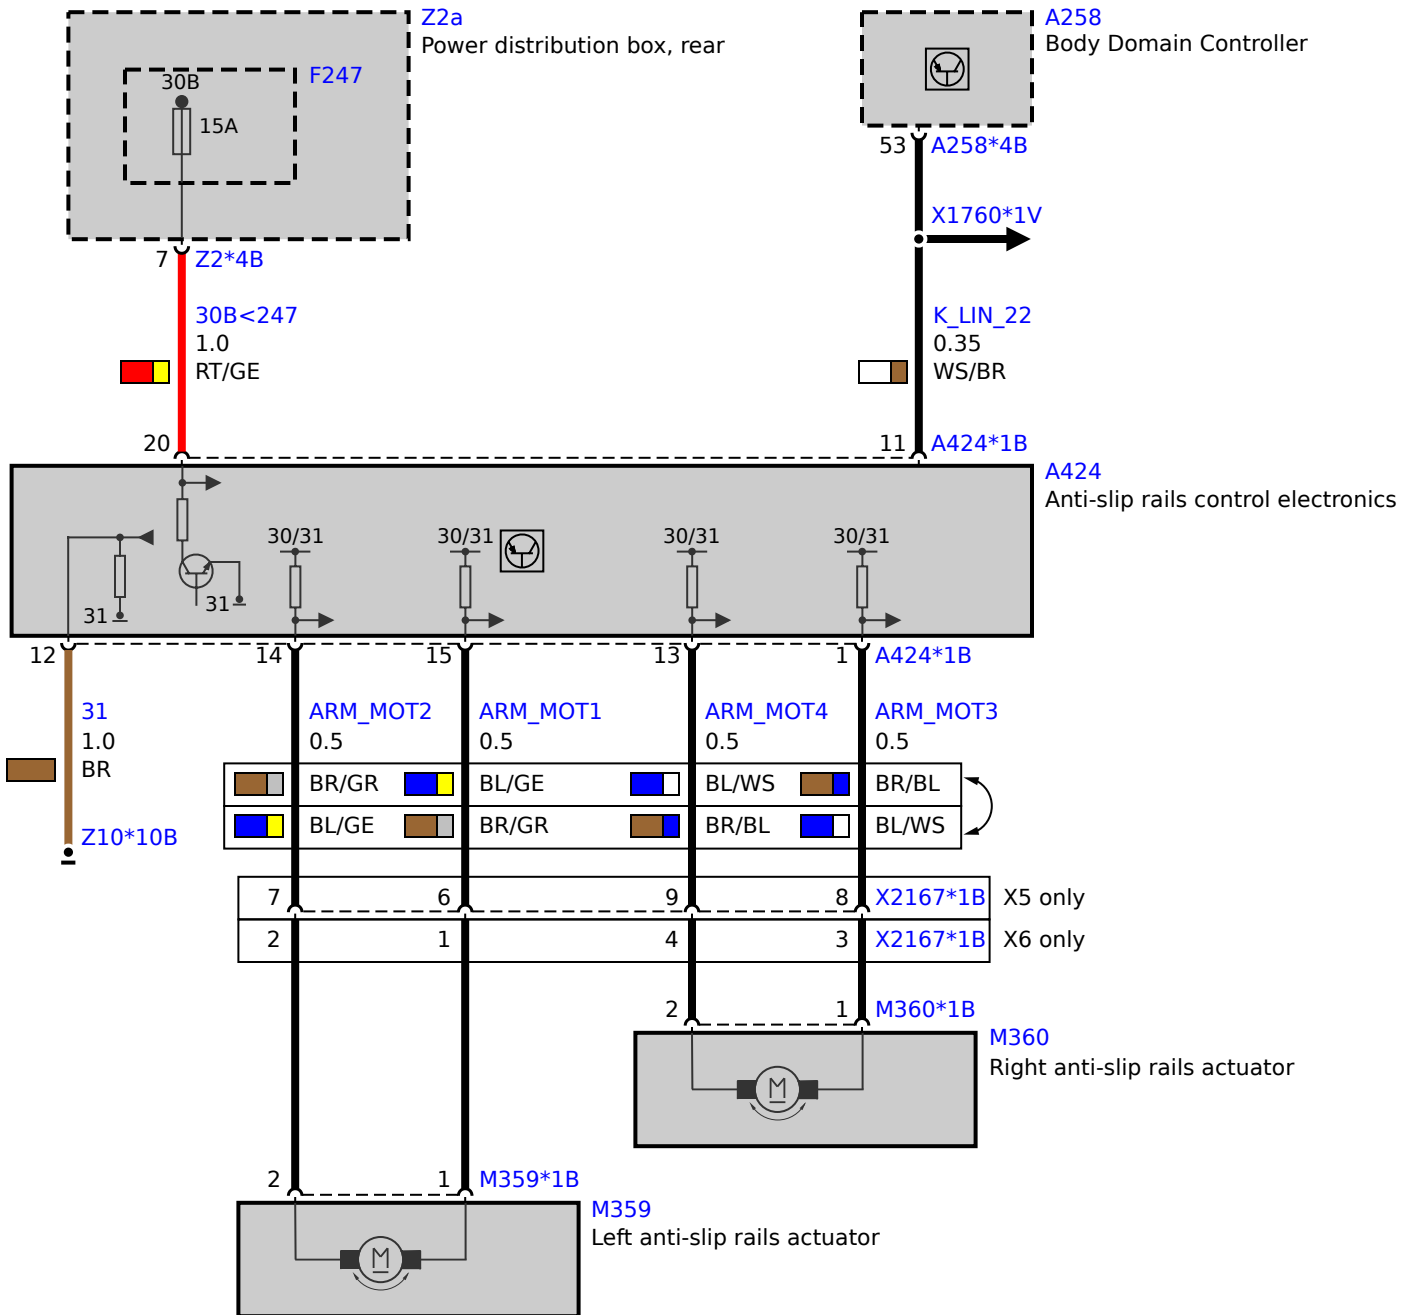 Z2a
Power distribution box, rear
F247
30B
15A
7
Z2*4B
30B<247
1.0
RT/GE
20
A258
Body Domain Controller
53
A258*4B
X1760*1V
K_LIN_22
0.35
WS/BR
11
A424*1B
A424
Anti-slip rails control electronics
31
31
30/31
30/31
30/31
30/31
12
14
15
13
1
A424*1B
31
1.0
BR
Z10*10B
ARM_MOT2
0.5
ARM_MOT1
0.5
ARM_MOT4
0.5
ARM_MOT3
0.5
BR/GR
BL/GE
BL/WS
BR/BL
BL/GE
BR/GR
BR/BL
BL/WS
7
6
9
8
X2167*1B
X5 only
2
1
4
3
X2167*1B
X6 only
2
1
M360*1B
M360
Right anti-slip rails actuator
M
2
1
M359*1B
M359
Left anti-slip rails actuator
M